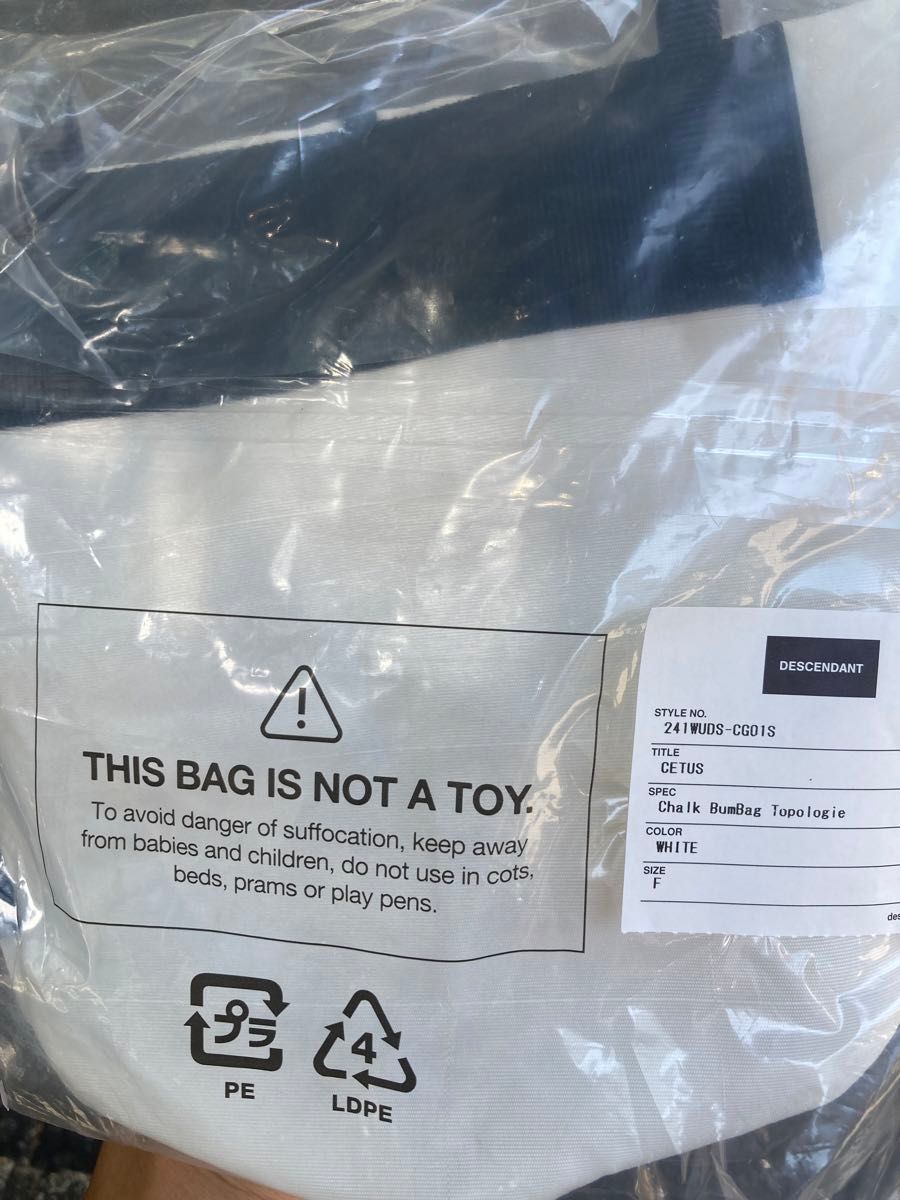 THIS BAG IS NOT A TOY.
To avoid danger of suffocation, keep away
from babies and children, do not use in cots,
beds, prams or play pens.
プラ
PE
4
LDPE
DESCENDANT
STYLE NO.
241WUDS-CG01S
TITLE
CETUS
SPEC
Chalk BumBag Topologie
COLOR
WHITE
SIZE
F